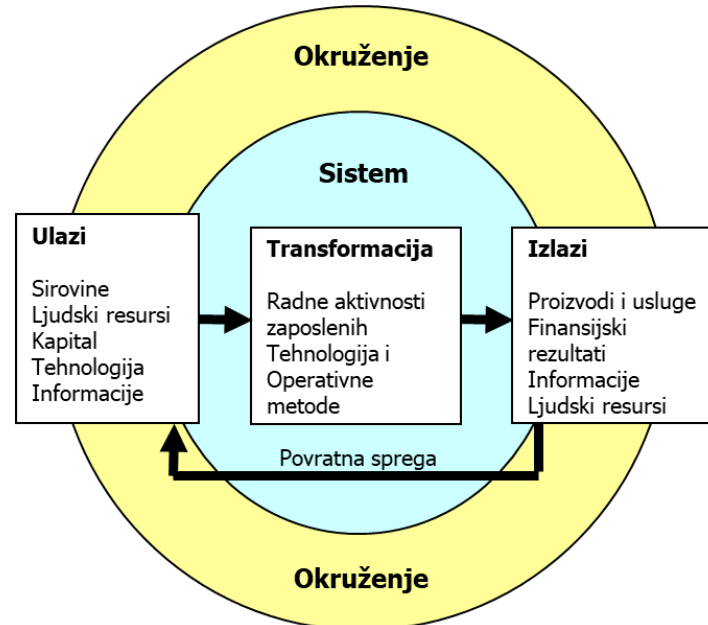 Okruženje
Sistem
Ulazi
Sirovine
Ljudski resursi
Kapital
Tehnologija
Informacije
Transformacija
Radne aktivnosti
zaposlenih
Tehnologija i
Operativne
metode
Izlazi
Proizvodi i usluge
Finansijski
rezultati
Informacije
Ljudski resursi
Povratna sprega
Okruženje